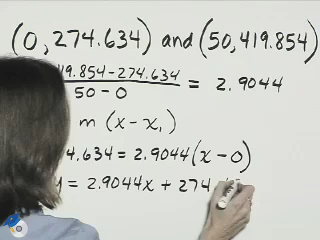 (0, 274.634) and (50, 419.854)
419.854-274.634 / 50-0 = 2.9044
m(x-x₁)
4.634 = 2.9044(x-0)
= 2.9044x + 274